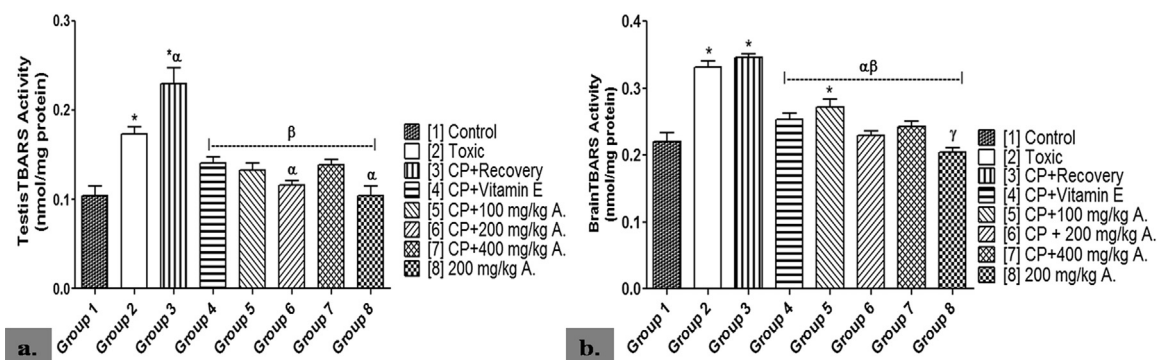 TestisTBARS Activity
(nmol/mg protein)
0.3
0.2
0.1
0.0
*
*α
β
α
α
Group 1
Group 2
Group 3
Group 4
Group 5
Group 6
Group 7
Group 8
[1] Control
[2] Toxic
[3] CP+Recovery
[4] CP+Vitamin E
[5] CP+100 mg/kg A.
[6] CP+200 mg/kg A.
[7] CP+400 mg/kg A.
[8] 200 mg/kg A.
a.
BrainTBARS Activity
(nmol/mg protein)
0.4
0.3
0.2
0.1
0.0
*
*
αβ
*
γ
Group 1
Group 2
Group 3
Group 4
Group 5
Group 6
Group 7
Group 8
[1] Control
[2] Toxic
[3] CP+Recovery
[4] CP+Vitamin E
[5] CP+100 mg/kg A.
[6] CP + 200 mg/kg A.
[7] CP+400 mg/kg A.
[8] 200 mg/kg A.
b.